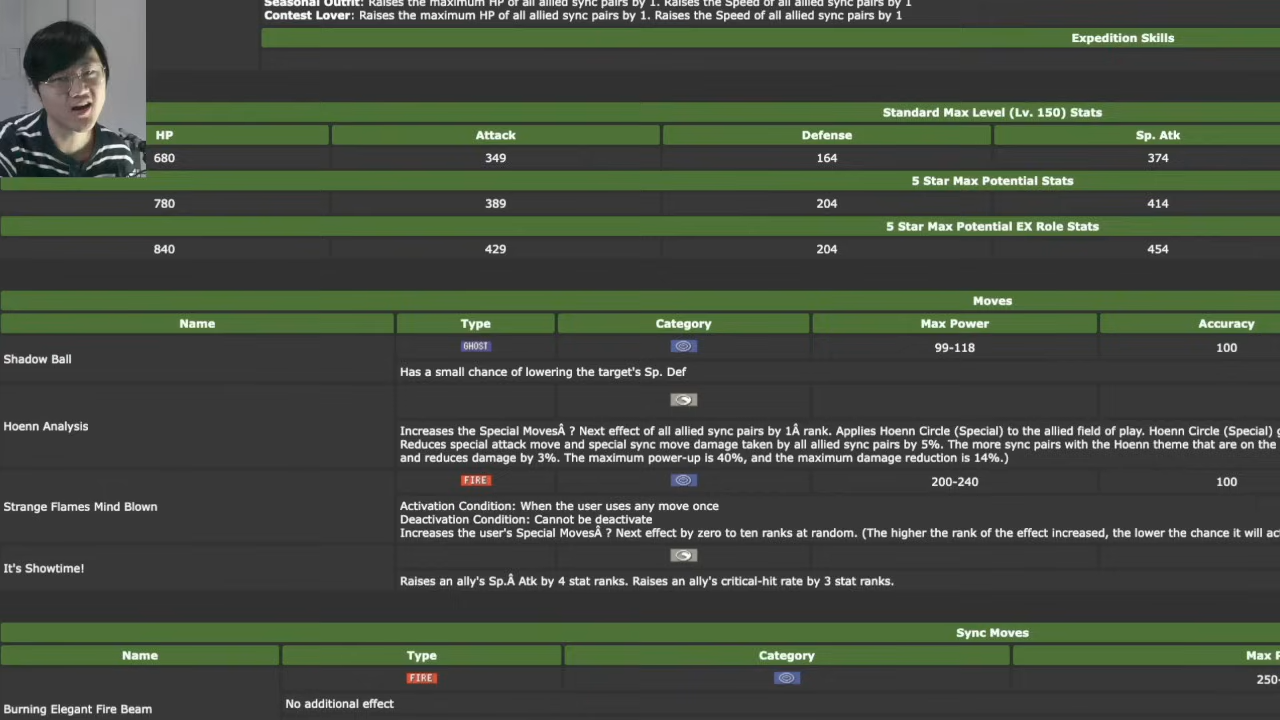 Seasonal Outfit: Raises the maximum HP of all allied sync pairs by 1. Raises the Speed of all allied sync pairs by 1
Contest Lover: Raises the maximum HP of all allied sync pairs by 1. Raises the Speed of all allied sync pairs by 1
Expedition Skills
Standard Max Level (Lv. 150) Stats
HP Attack Defense Sp. Atk
680 349 164 374
5 Star Max Potential Stats
780 389 204 414
5 Star Max Potential EX Role Stats
840 429 204 454
Moves
Name Type Category Max Power Accuracy
Shadow Ball GHOST 99-118 100
Has a small chance of lowering the target's Sp. Def
Hoenn Analysis
Increases the Special MovesÂ ? Next effect of all allied sync pairs by 1Â rank. Applies Hoenn Circle (Special) to the allied field of play. Hoenn Circle (Special) g
Reduces special attack move and special sync move damage taken by all allied sync pairs by 5%. The more sync pairs with the Hoenn theme that are on the
and reduces damage by 3%. The maximum power-up is 40%, and the maximum damage reduction is 14%.)
FIRE 200-240 100
Strange Flames Mind Blown
Activation Condition: When the user uses any move once
Deactivation Condition: Cannot be deactivate
Increases the user's Special MovesÂ ? Next effect by zero to ten ranks at random. (The higher the rank of the effect increased, the lower the chance it will ac
It's Showtime!
Raises an ally's Sp.Â Atk by 4 stat ranks. Raises an ally's critical-hit rate by 3 stat ranks.
Sync Moves
Name Type Category Max P
FIRE 250-
Burning Elegant Fire Beam
No additional effect